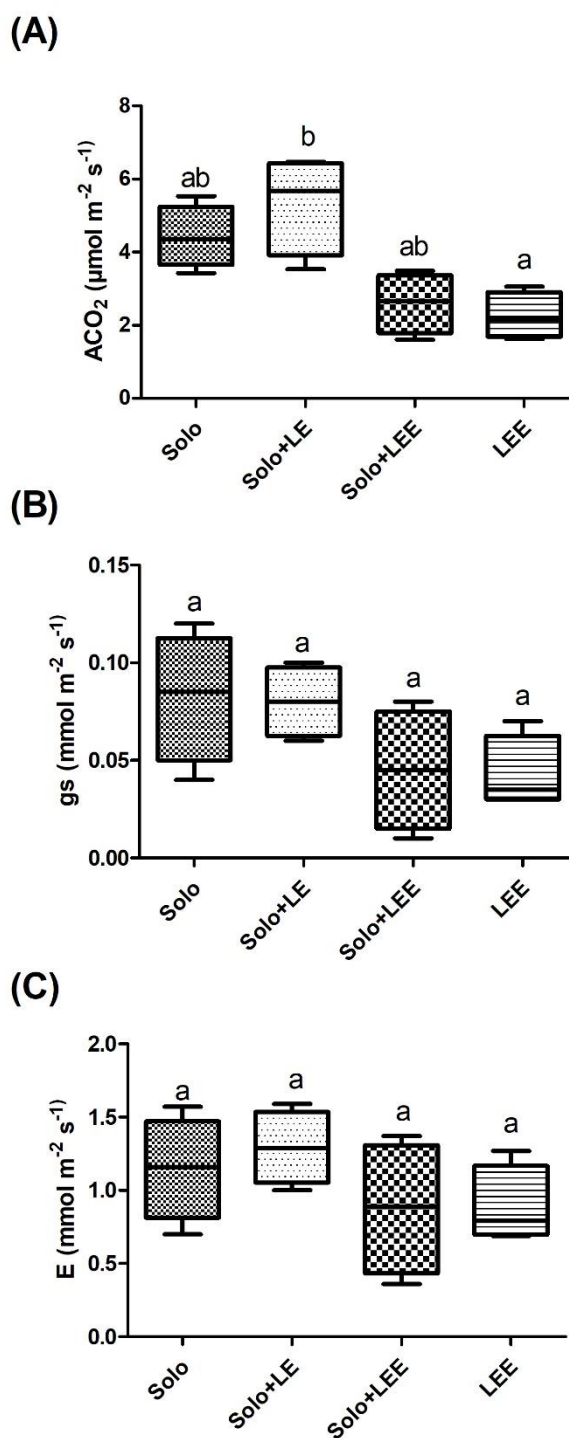 (A)
8
6
4
2
0
ACO₂ (µmol m⁻² s⁻¹)
ab
b
ab
a
Solo
Solo+LE
Solo+LEE
LEE
(B)
0.15
0.10
0.05
0.00
gs (mmol m⁻² s⁻¹)
a
a
a
a
Solo
Solo+LE
Solo+LEE
LEE
(C)
2.0
1.5
1.0
0.5
0.0
E (mmol m⁻² s⁻¹)
a
a
a
a
Solo
Solo+LE
Solo+LEE
LEE